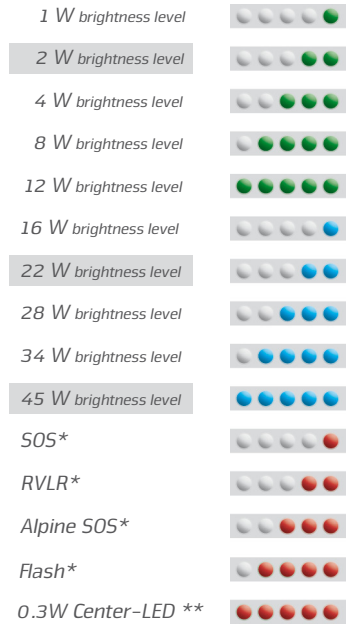 1 W brightness level
2 W brightness level
4 W brightness level
8 W brightness level
12 W brightness level
16 W brightness level
22 W brightness level
28 W brightness level
34 W brightness level
45 W brightness level
SOS*
RVLR*
Alpine SOS*
Flash*
0.3W Center-LED **